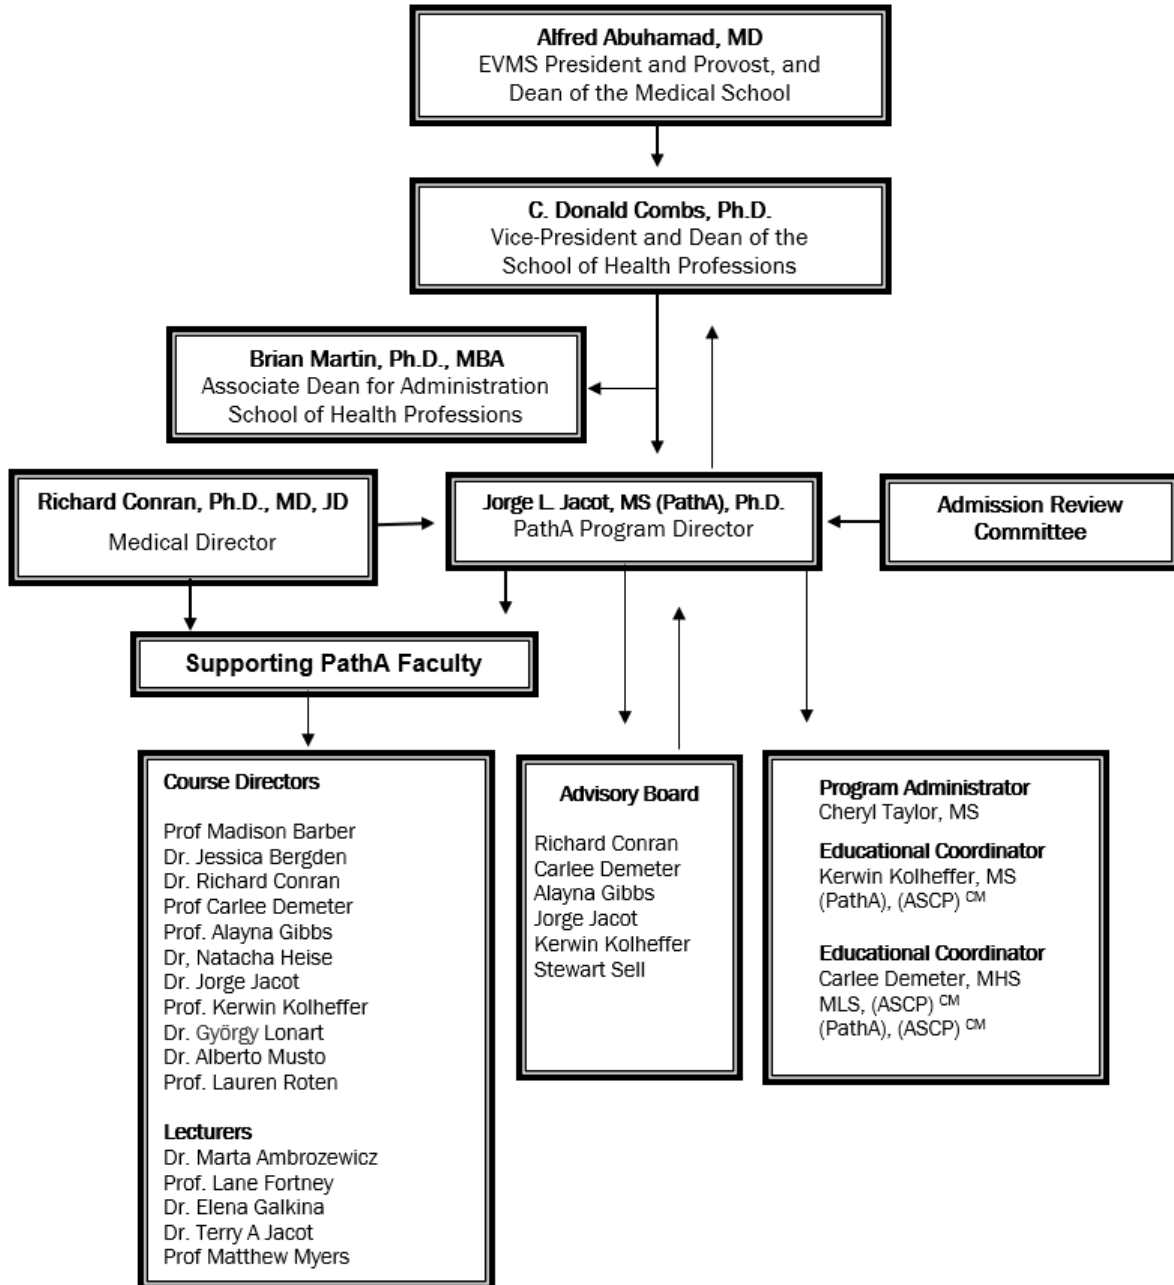 Alfred Abuhamad, MD
EVMS President and Provost, and
Dean of the Medical School
C. Donald Combs, Ph.D.
Vice-President and Dean of the
School of Health Professions
Brian Martin, Ph.D., MBA
Associate Dean for Administration
School of Health Professions
Richard Conran, Ph.D., MD, JD
Medical Director
Jorge L. Jacot, MS (PathA), Ph.D.
PathA Program Director
Admission Review
Committee
Supporting PathA Faculty
Course Directors
Prof Madison Barber
Dr. Jessica Bergden
Dr. Richard Conran
Prof Carlee Demeter
Prof. Alayna Gibbs
Dr, Natacha Heise
Dr. Jorge Jacot
Prof. Kerwin Kolheffer
Dr. György Lonart
Dr. Alberto Musto
Prof. Lauren Roten
Lecturers
Dr. Marta Ambrozewicz
Prof. Lane Fortney
Dr. Elena Galkina
Dr. Terry A Jacot
Prof Matthew Myers
Advisory Board
Richard Conran
Carlee Demeter
Alayna Gibbs
Jorge Jacot
Kerwin Kolheffer
Stewart Sell
Program Administrator
Cheryl Taylor, MS
Educational Coordinator
Kerwin Kolheffer, MS
(PathA), (ASCP) CM
Educational Coordinator
Carlee Demeter, MHS
MLS, (ASCP) CM
(PathA), (ASCP) CM